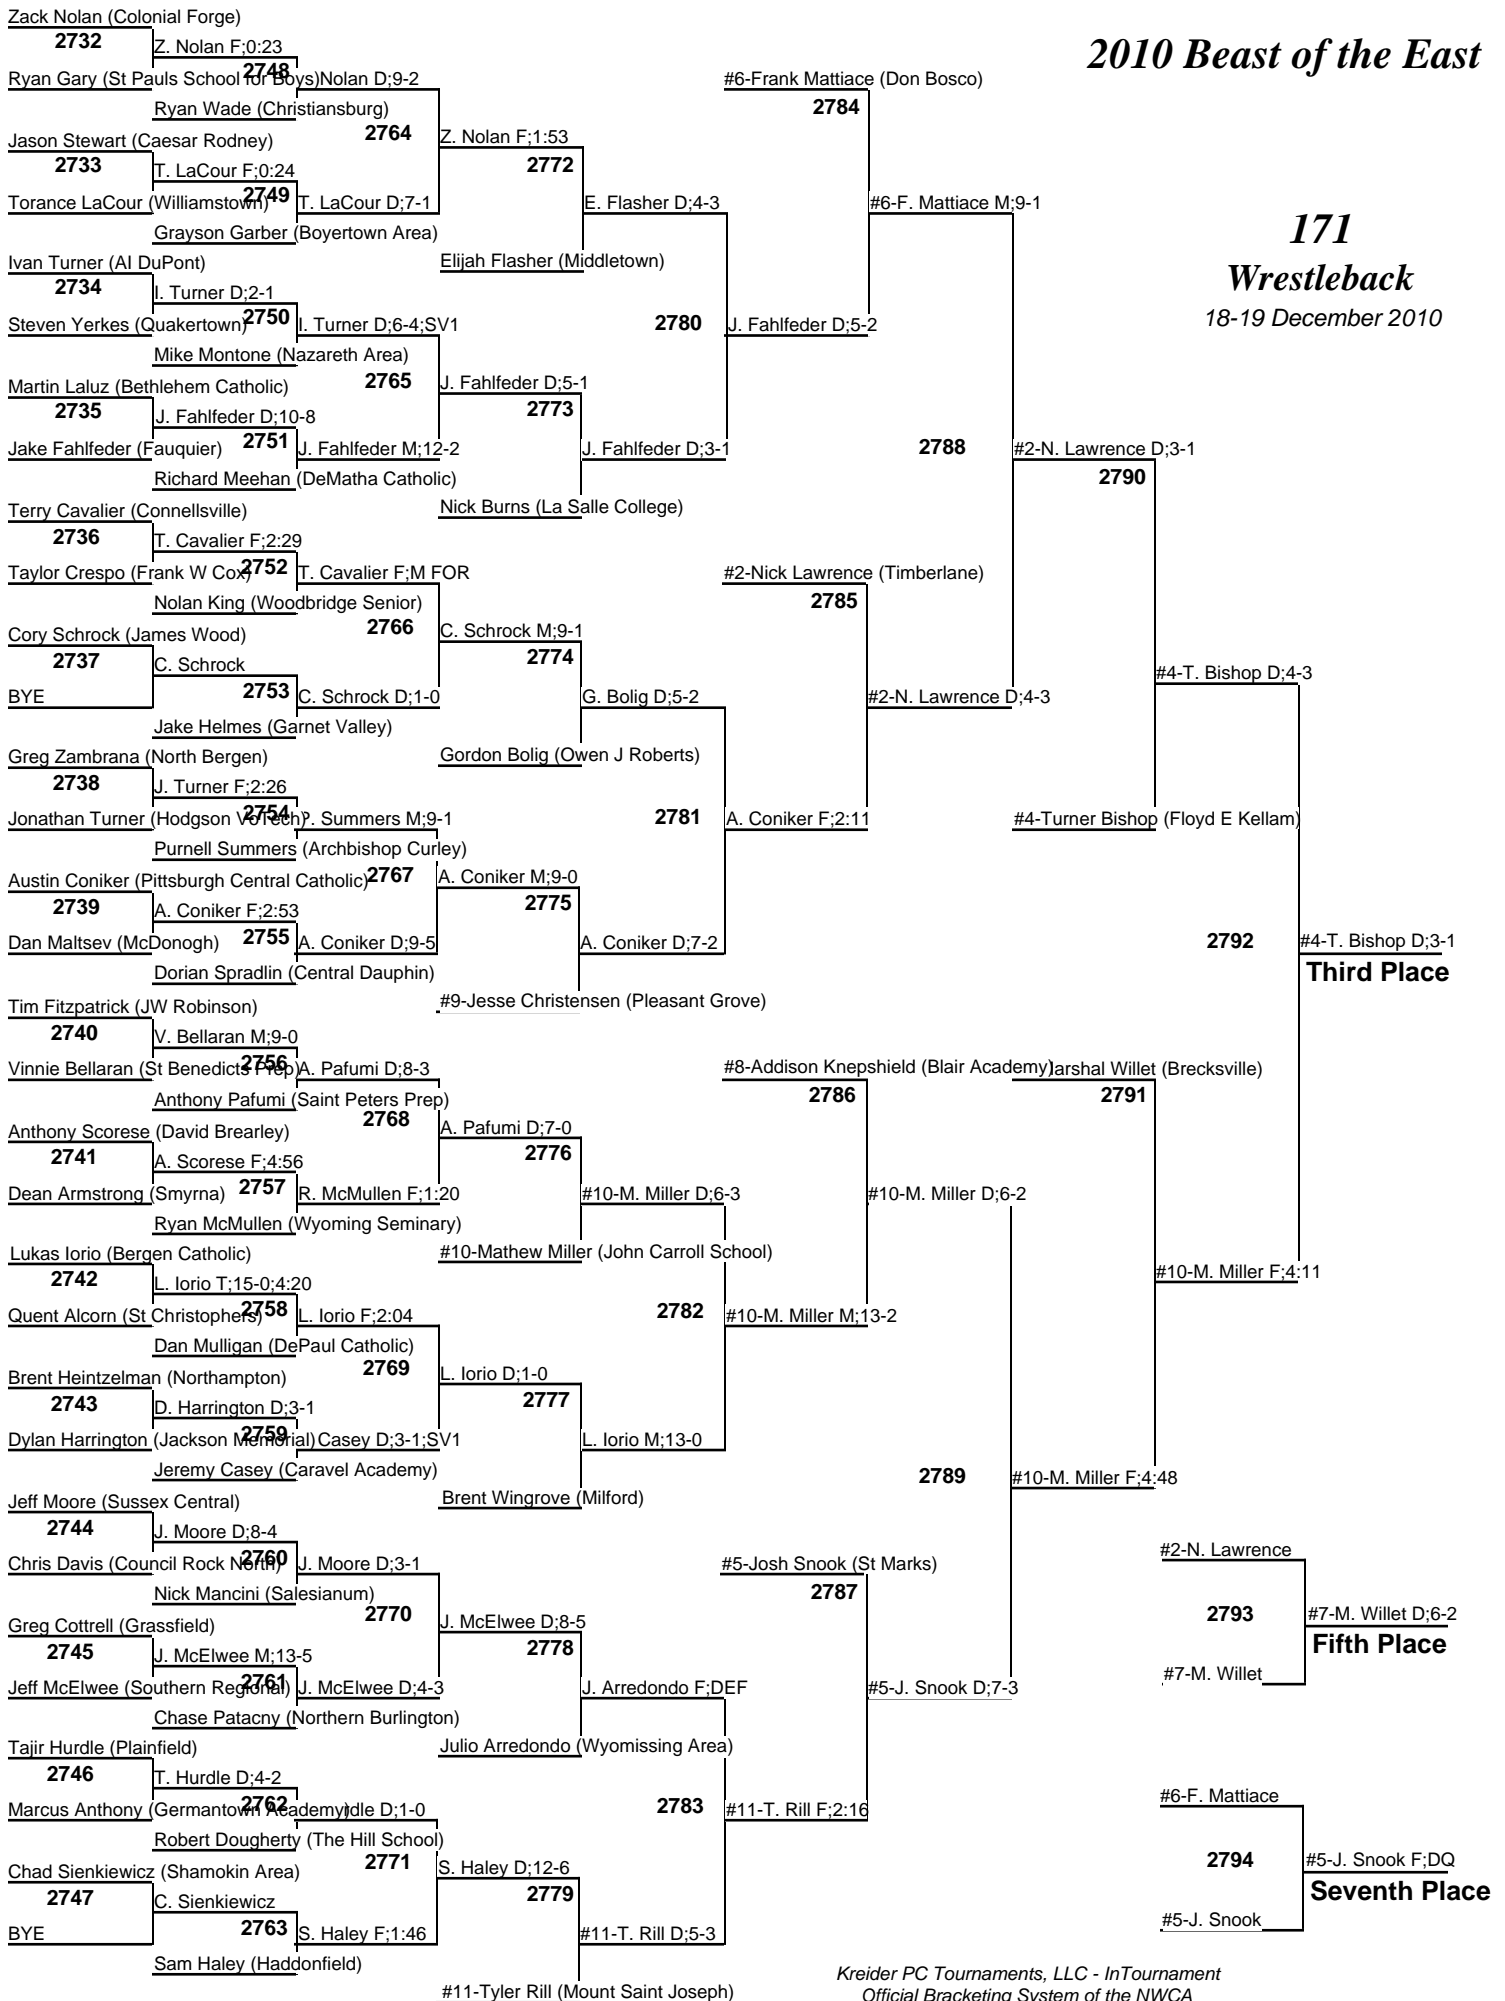 Zack Nolan (Colonial Forge)
2732
Z. Nolan F;0:23
2010 Beast of the East
Ryan Gary (St Pauls School for Boys)
2748
Nolan D;9-2
#6-Frank Mattiace (Don Bosco)
Ryan Wade (Christiansburg)
2784
2764
Z. Nolan F;1:53
Jason Stewart (Caesar Rodney)
2733
2772
T. LaCour F;0:24
Torance LaCour (Williamstown)
2749
T. LaCour D;7-1
E. Flasher D;4-3
#6-F. Mattiace M;9-1
Grayson Garber (Boyertown Area)
171
Wrestleback
18-19 December 2010
Ivan Turner (AI DuPont)
Elijah Flasher (Middletown)
2734
I. Turner D;2-1
Steven Yerkes (Quakertown)
2750
I. Turner D;6-4;SV1
2780
J. Fahlfeder D;5-2
Mike Montone (Nazareth Area)
Martin Laluz (Bethlehem Catholic)
2765
J. Fahlfeder D;5-1
2735
2773
J. Fahlfeder D;10-8
Jake Fahlfeder (Fauquier)
2751
J. Fahlfeder M;12-2
J. Fahlfeder D;3-1
2788
#2-N. Lawrence D;3-1
Richard Meehan (DeMatha Catholic)
2790
Nick Burns (La Salle College)
Terry Cavalier (Connellsville)
2736
T. Cavalier F;2:29
Taylor Crespo (Frank W Cox)
2752
T. Cavalier F;M FOR
#2-Nick Lawrence (Timberlane)
Nolan King (Woodbridge Senior)
2785
2766
C. Schrock M;9-1
Cory Schrock (James Wood)
2737
2774
C. Schrock
#4-T. Bishop D;4-3
BYE
2753
C. Schrock D;1-0
G. Bolig D;5-2
#2-N. Lawrence D;4-3
Jake Helmes (Garnet Valley)
Greg Zambrana (North Bergen)
Gordon Bolig (Owen J Roberts)
2738
J. Turner F;2:26
Jonathan Turner (Hodgson VoTech)
2754
P. Summers M;9-1
2781
A. Coniker F;2:11
#4-Turner Bishop (Floyd E Kellam)
Purnell Summers (Archbishop Curley)
Austin Coniker (Pittsburgh Central Catholic)
2767
A. Coniker M;9-0
2739
2775
A. Coniker F;2:53
Dan Maltsev (McDonogh)
2755
A. Coniker D;9-5
A. Coniker D;7-2
2792
#4-T. Bishop D;3-1
Third Place
Dorian Spradlin (Central Dauphin)
#9-Jesse Christensen (Pleasant Grove)
Tim Fitzpatrick (JW Robinson)
2740
V. Bellaran M;9-0
Vinnie Bellaran (St Benedicts Prep)
2756
A. Pafumi D;8-3
#8-Addison Knepshield (Blair Academy)
arshal Willet (Brecksville)
Anthony Pafumi (Saint Peters Prep)
2786
2791
2768
A. Pafumi D;7-0
Anthony Scorese (David Brearley)
2741
2776
A. Scorese F;4:56
Dean Armstrong (Smyrna)
2757
R. McMullen F;1:20
#10-M. Miller D;6-3
#10-M. Miller D;6-2
Ryan McMullen (Wyoming Seminary)
Lukas Iorio (Bergen Catholic)
#10-Mathew Miller (John Carroll School)
2742
L. Iorio T;15-0;4:20
#10-M. Miller F;4:11
Quent Alcorn (St Christophers)
2758
L. Iorio F;2:04
2782
#10-M. Miller M;13-2
Dan Mulligan (DePaul Catholic)
Brent Heintzelman (Northampton)
2769
L. Iorio D;1-0
2743
2777
D. Harrington D;3-1
Dylan Harrington (Jackson Memorial)
2759
Casey D;3-1;SV1
L. Iorio M;13-0
Jeremy Casey (Caravel Academy)
2789
#10-M. Miller F;4:48
Jeff Moore (Sussex Central)
Brent Wingrove (Milford)
2744
J. Moore D;8-4
#2-N. Lawrence
Chris Davis (Council Rock North)
2760
J. Moore D;3-1
#5-Josh Snook (St Marks)
Nick Mancini (Salesianum)
2787
2770
J. McElwee D;8-5
2793
#7-M. Willet D;6-2
Fifth Place
Greg Cottrell (Grassfield)
2745
2778
J. McElwee M;13-5
#7-M. Willet
Jeff McElwee (Southern Regional)
2761
J. McElwee D;4-3
J. Arredondo F;DEF
#5-J. Snook D;7-3
Chase Patacny (Northern Burlington)
Tajir Hurdle (Plainfield)
Julio Arredondo (Wyomissing Area)
2746
T. Hurdle D;4-2
#6-F. Mattiace
Marcus Anthony (Germantown Academy)
2762
dle D;1-0
2783
#11-T. Rill F;2:16
Robert Dougherty (The Hill School)
2771
S. Haley D;12-6
2794
#5-J. Snook F;DQ
Seventh Place
Chad Sienkiewicz (Shamokin Area)
2747
2779
C. Sienkiewicz
#5-J. Snook
BYE
2763
S. Haley F;1:46
#11-T. Rill D;5-3
Sam Haley (Haddonfield)
#11-Tyler Rill (Mount Saint Joseph)
Kreider PC Tournaments, LLC - InTournament
Official Bracketing System of the NWCA